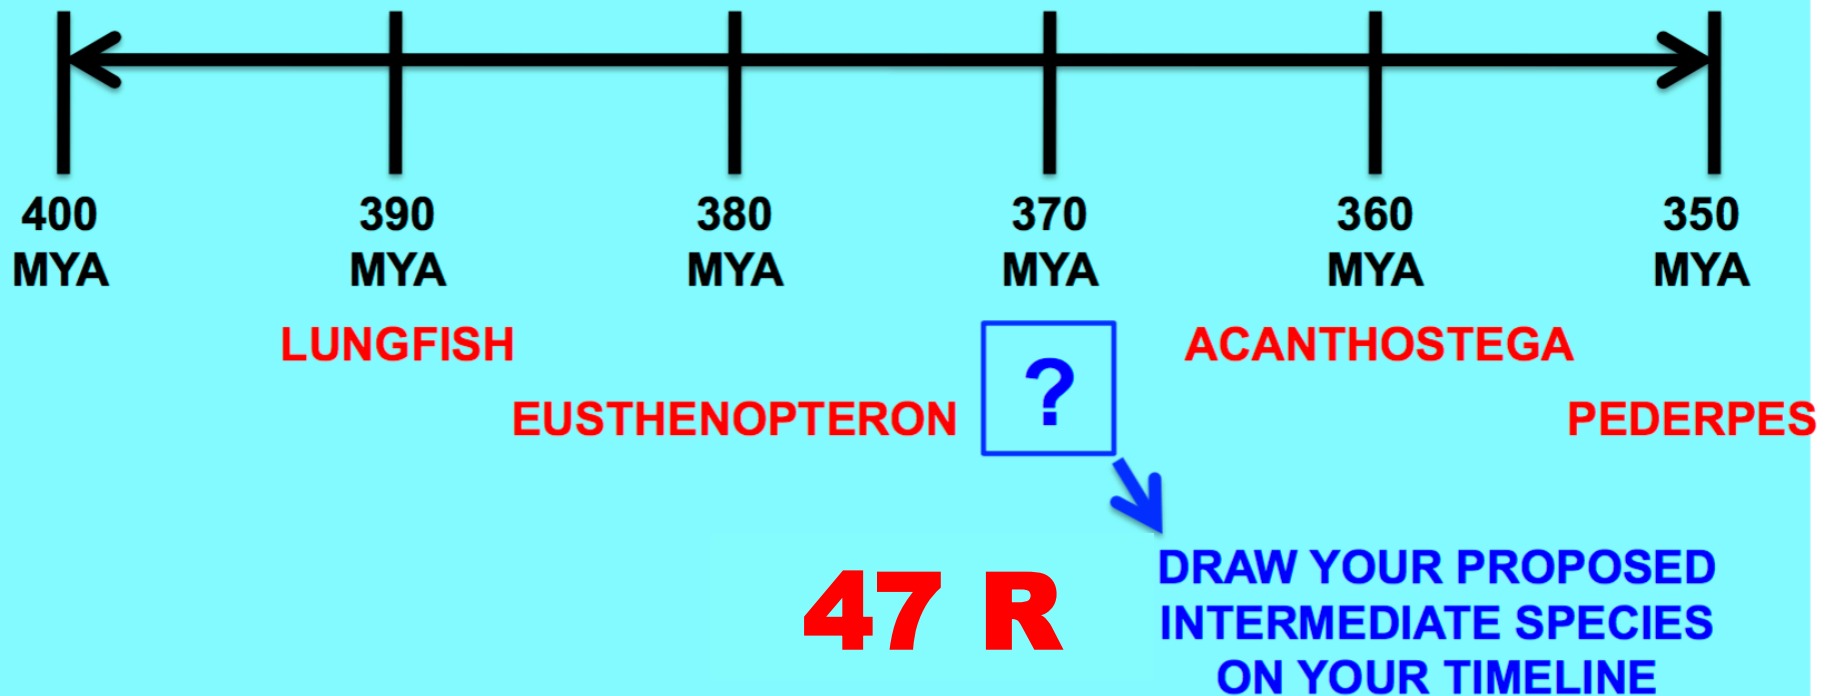 400 390 380 370 360 350
MYA MYA MYA MYA MYA MYA
LUNGFISH ? ACANTHOSTEGA
EUSTHENOPTERON PEDERPES
47 R
DRAW YOUR PROPOSED
INTERMEDIATE SPECIES
ON YOUR TIMELINE